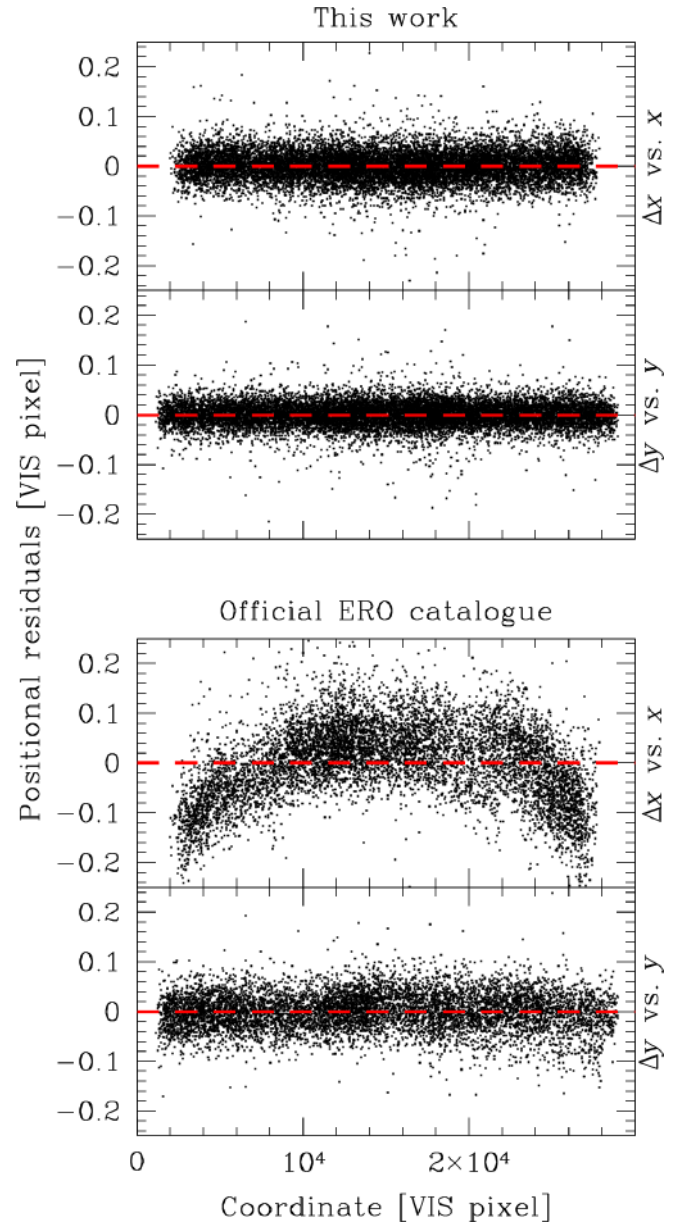 This work
0.2
0.1
0
−0.1
−0.2
Δx vs. x
0.2
0.1
0
−0.1
−0.2
Δy vs. y
Positional residuals [VIS pixel]
Official ERO catalogue
0.2
0.1
0
−0.1
−0.2
Δx vs. x
0.2
0.1
0
−0.1
−0.2
Δy vs. y
0 10⁴ 2×10⁴
Coordinate [VIS pixel]